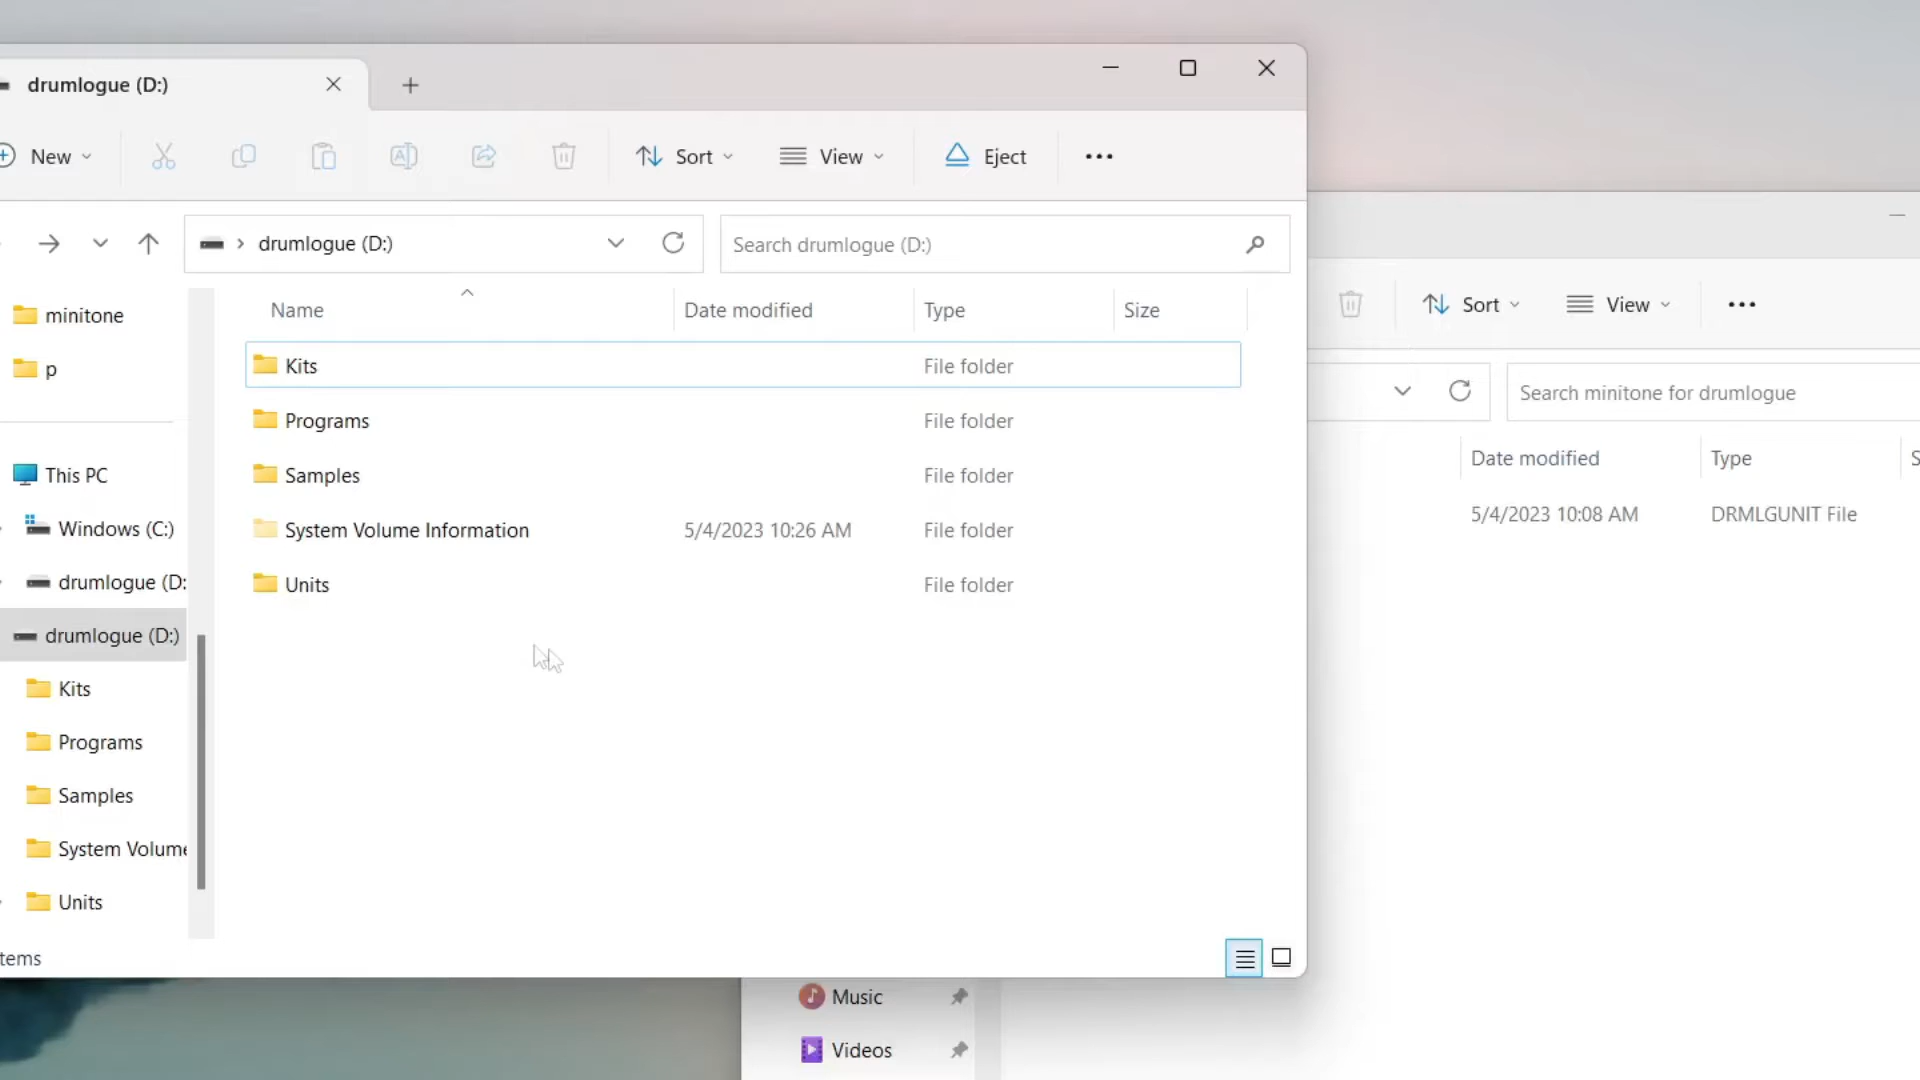 drumlogue (D:)
New
Sort
View
Eject
drumlogue (D:)
Search drumlogue (D:)
minitone
p
This PC
Windows (C:)
drumlogue (D:
drumlogue (D:)
Kits
Programs
Samples
System Volume
Units
tems
Name
Date modified
Type
Size
Kits
File folder
Programs
File folder
Samples
File folder
System Volume Information
5/4/2023 10:26 AM
File folder
Units
File folder
Sort
View
Search minitone for drumlogue
Date modified
Type
S
5/4/2023 10:08 AM
DRMLGUNIT File
Music
Videos